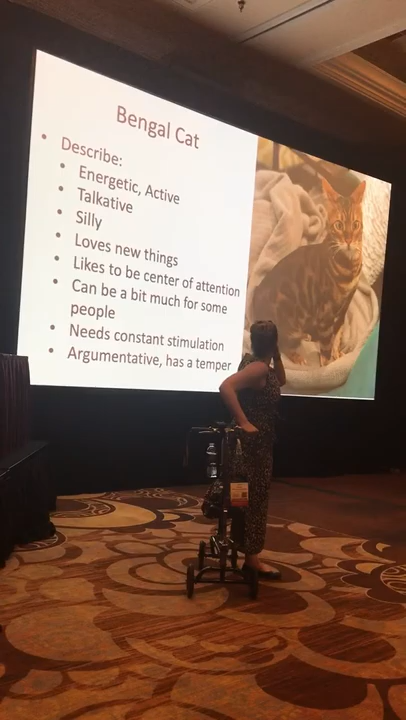 Bengal Cat
• Describe:
• Energetic, Active
• Talkative
• Silly
• Loves new things
• Likes to be center of attention
• Can be a bit much for some
people
• Needs constant stimulation
• Argumentative, has a temper